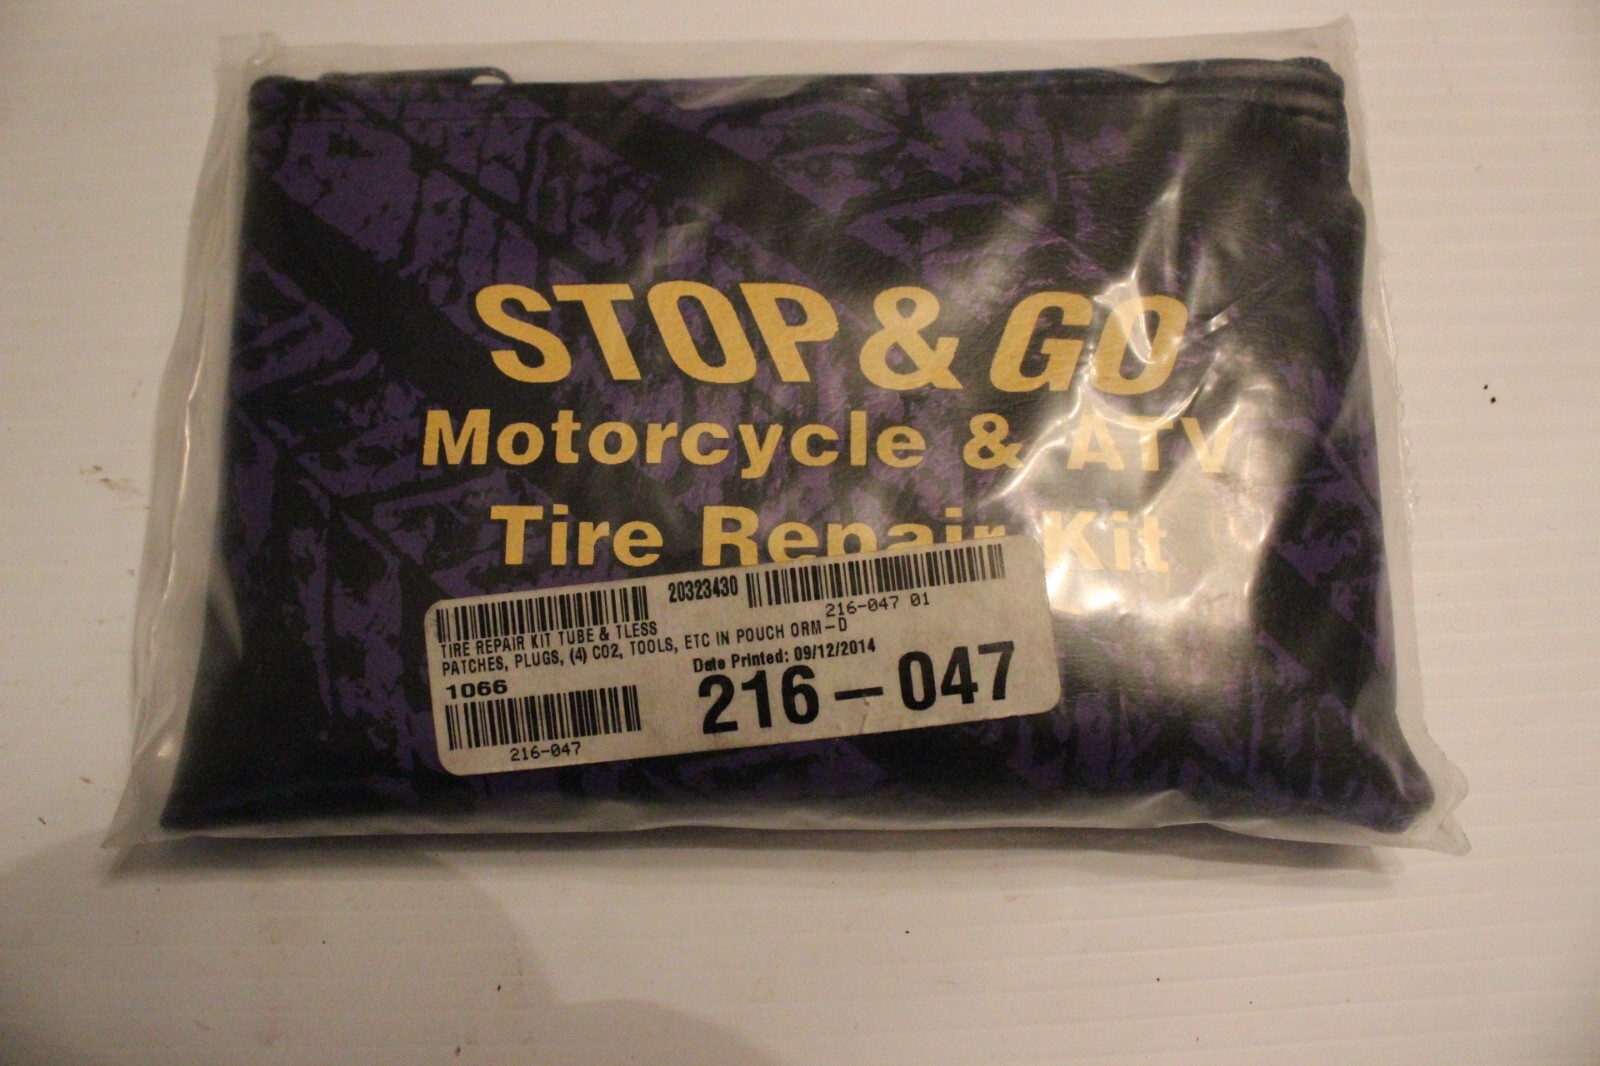 STOP & GO
Motorcycle & ATV
Tire Repair Kit
20323430
216-047 01
TIRE REPAIR KIT TUBE & TLESS
PATCHES, PLUGS, (4) CO2, TOOLS, ETC IN POUCH ORM-D
Date Printed: 09/12/2014
1066
216-047
216-047